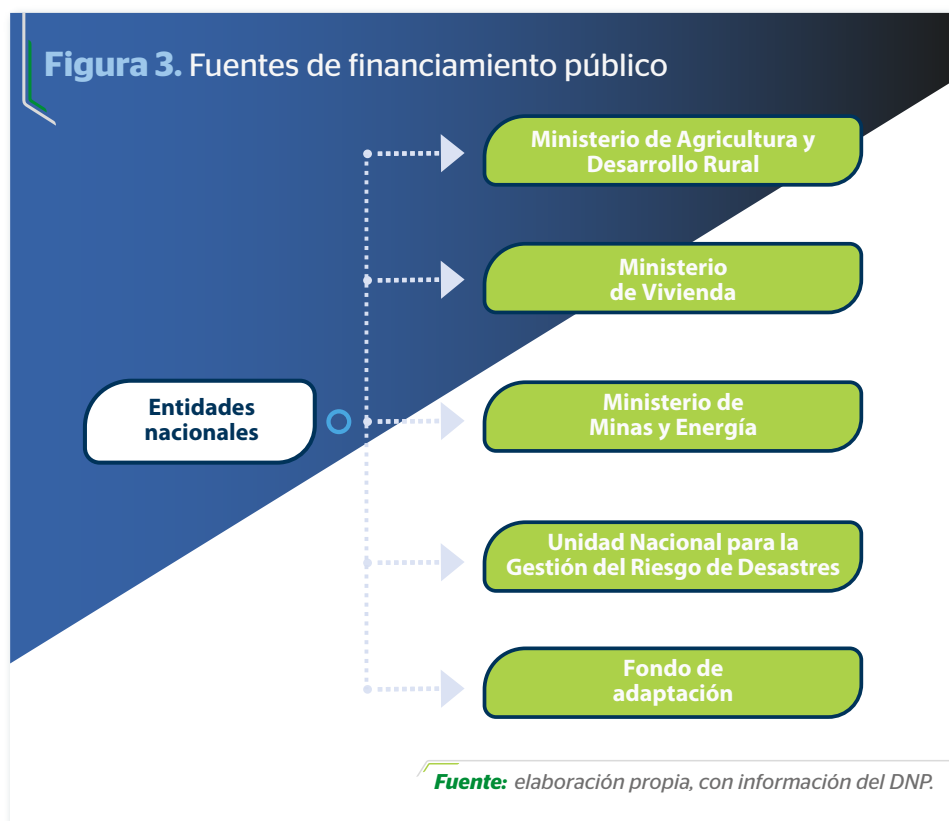 Figura 3. Fuentes de financiamiento público
Ministerio de Agricultura y
Desarrollo Rural
Ministerio
de Vivienda
Entidades
nacionales
Ministerio de
Minas y Energía
Unidad Nacional para la
Gestión del Riesgo de Desastres
Fondo de
adaptación
Fuente: elaboración propia, con información del DNP.